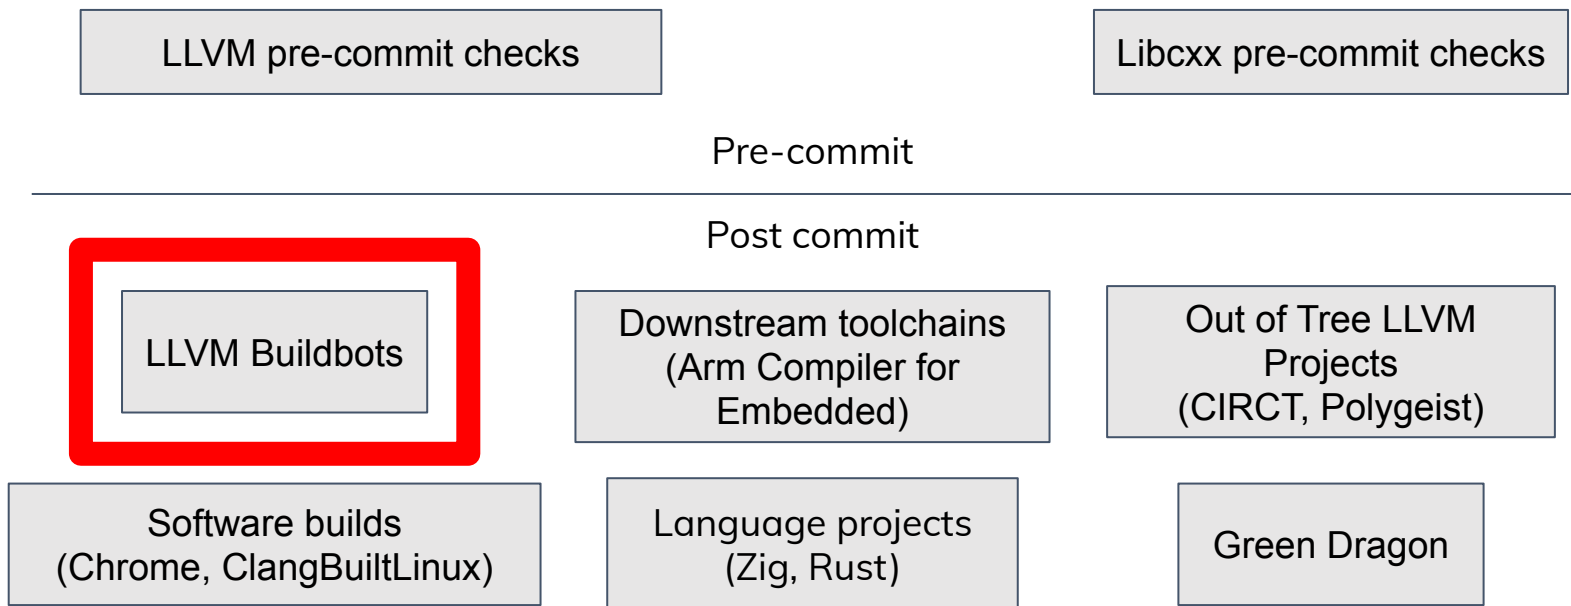 LLVM pre-commit checks
Libcxx pre-commit checks
Pre-commit
Post commit
LLVM Buildbots
Downstream toolchains
(Arm Compiler for
Embedded)
Out of Tree LLVM
Projects
(CIRCT, Polygeist)
Software builds
(Chrome, ClangBuiltLinux)
Language projects
(Zig, Rust)
Green Dragon